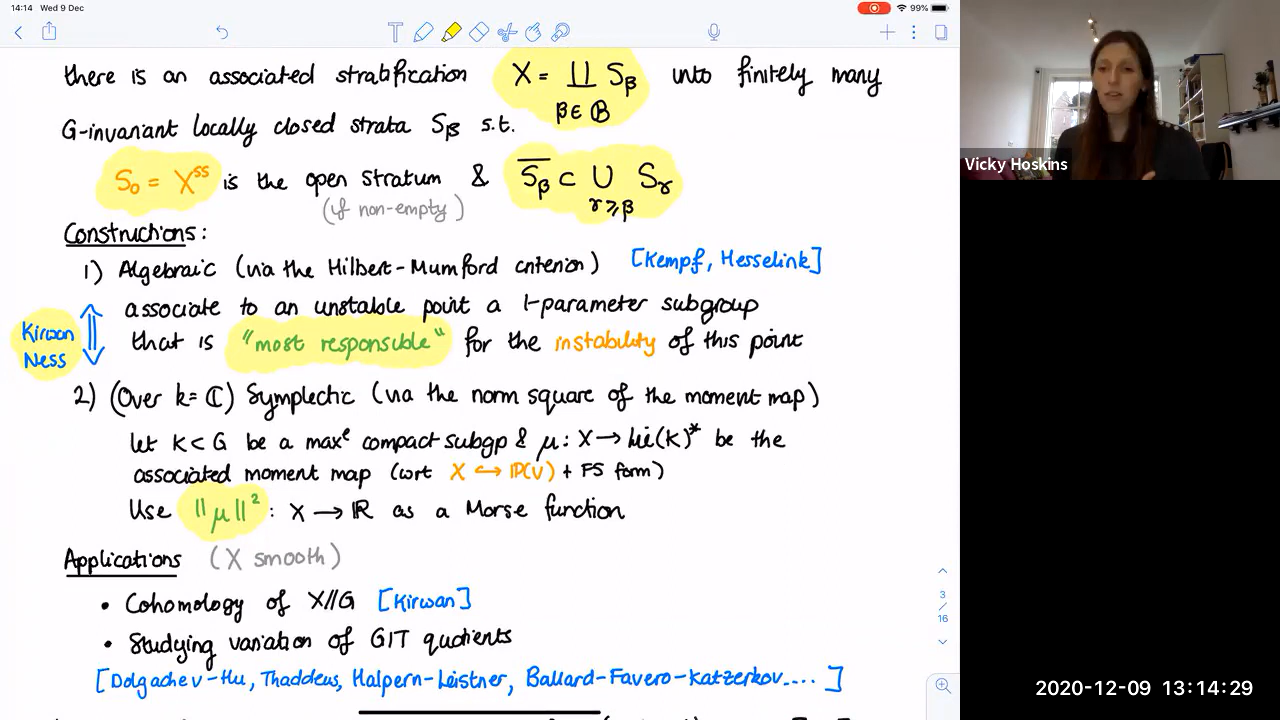 14:14 Wed 9 Dec
99%
there is an associated stratification X = ∐ S_β into finitely many
β ∈ B
G-invariant locally closed strata S_β s.t.
S_0 = X^ss is the open stratum & \overline{S_β} ⊂ ∪ S_γ
(if non-empty) γ ≥ β
Constructions:
1) Algebraic (via the Hilbert-Mumford criterion) [Kempf, Hesselink]
associate to an unstable point a 1-parameter subgroup
that is "most responsible" for the instability of this point
Kirwan
Ness
2) (Over k = ℂ) Symplectic (via the norm square of the moment map)
let K < G be a max^l compact subgp & μ: X → Lie(K)* be the
associated moment map (wrt X ↪ P(V) + FS form)
Use ||μ||² : X → ℝ as a Morse function
Applications (X smooth)
• Cohomology of X//G [Kirwan]
• Studying variation of GIT quotients
[Dolgachev-Hu, Thaddeus, Halpern-Leistner, Ballard-Favero-Katzerkov....]
3
/
16
Vicky Hoskins
2020-12-09 13:14:29